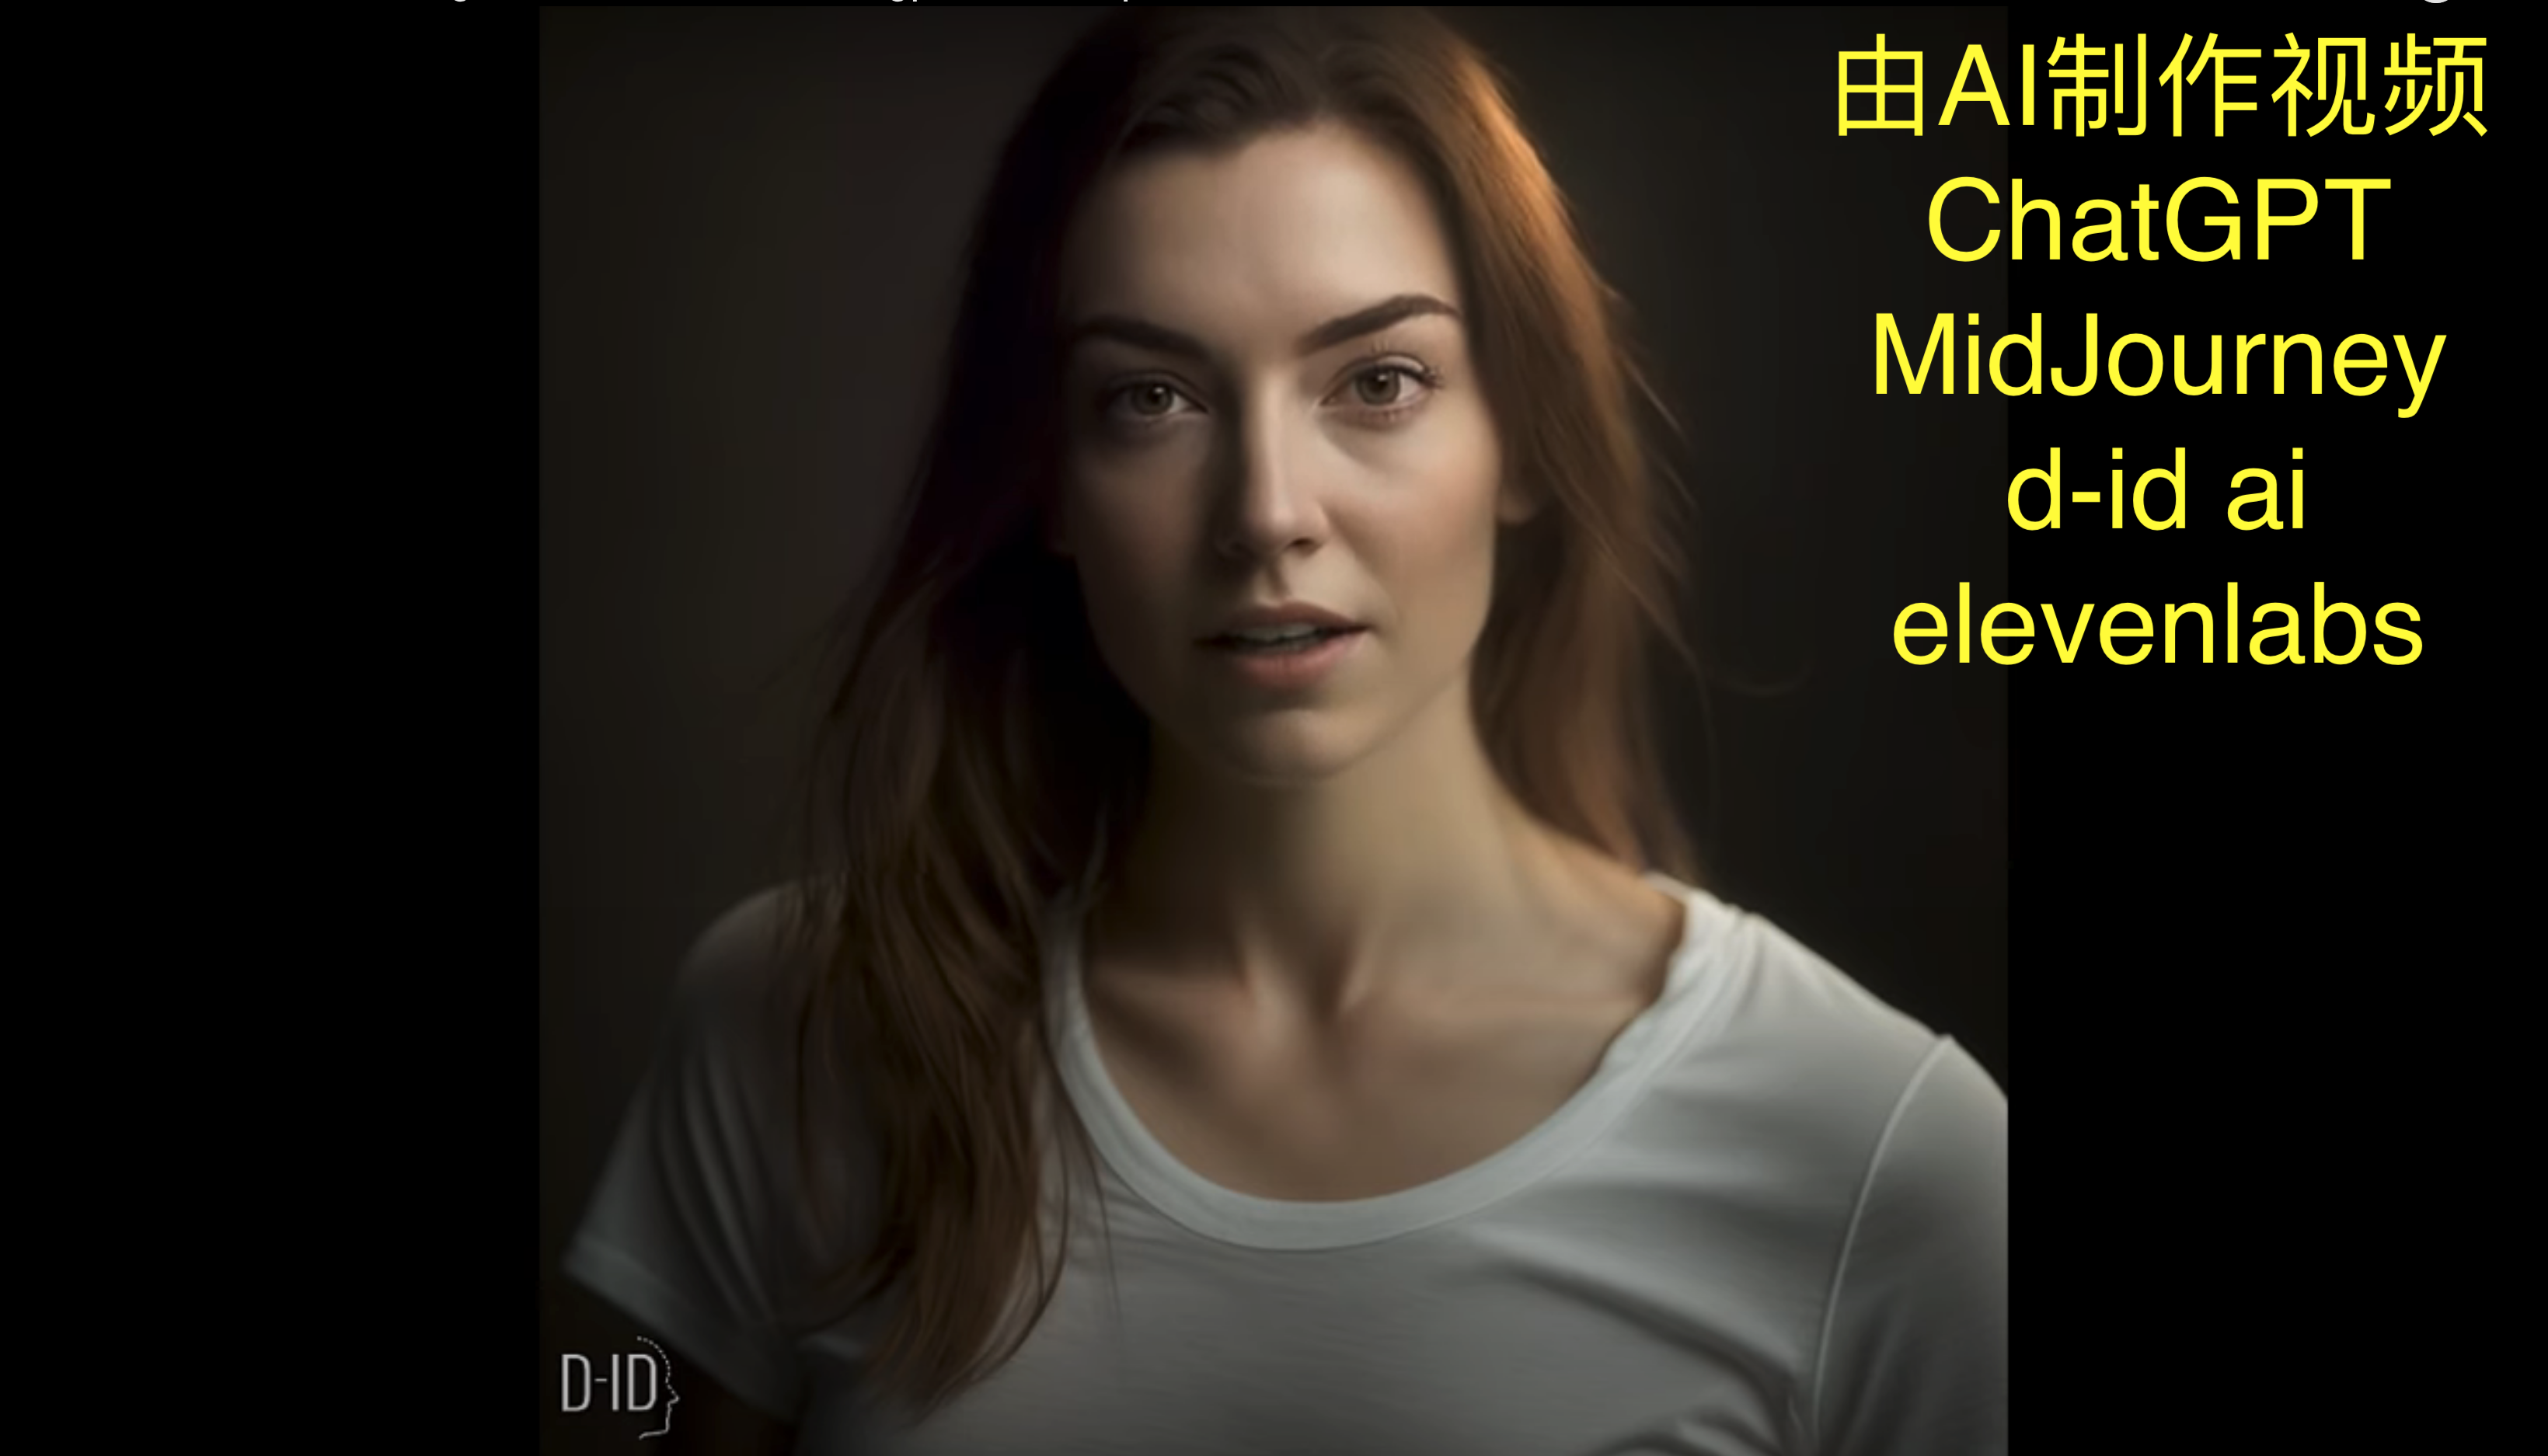 由AI制作视频
ChatGPT
MidJourney
d-id ai
elevenlabs
D-ID